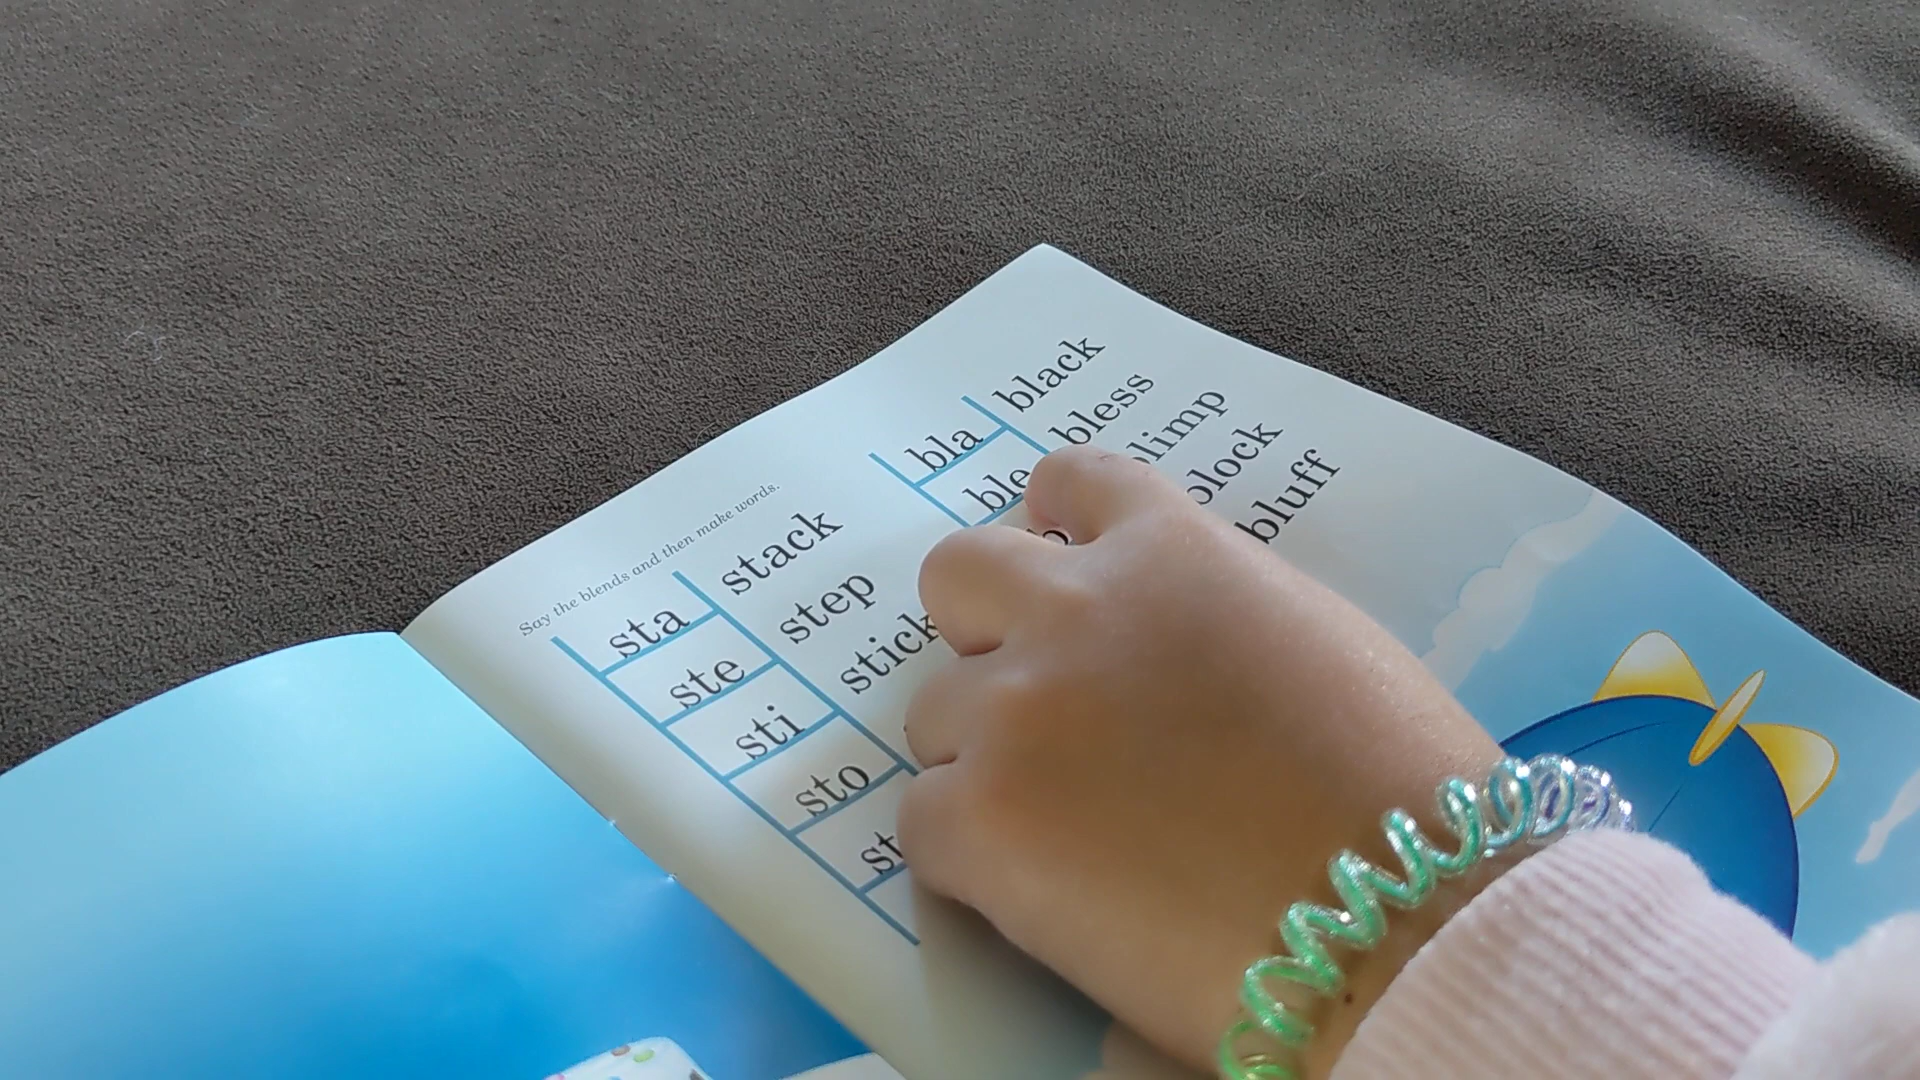 Say the blends and then make words.
sta stack
ste step
sti stick
sto
st
bla black
ble bless
limp
lock
bluff